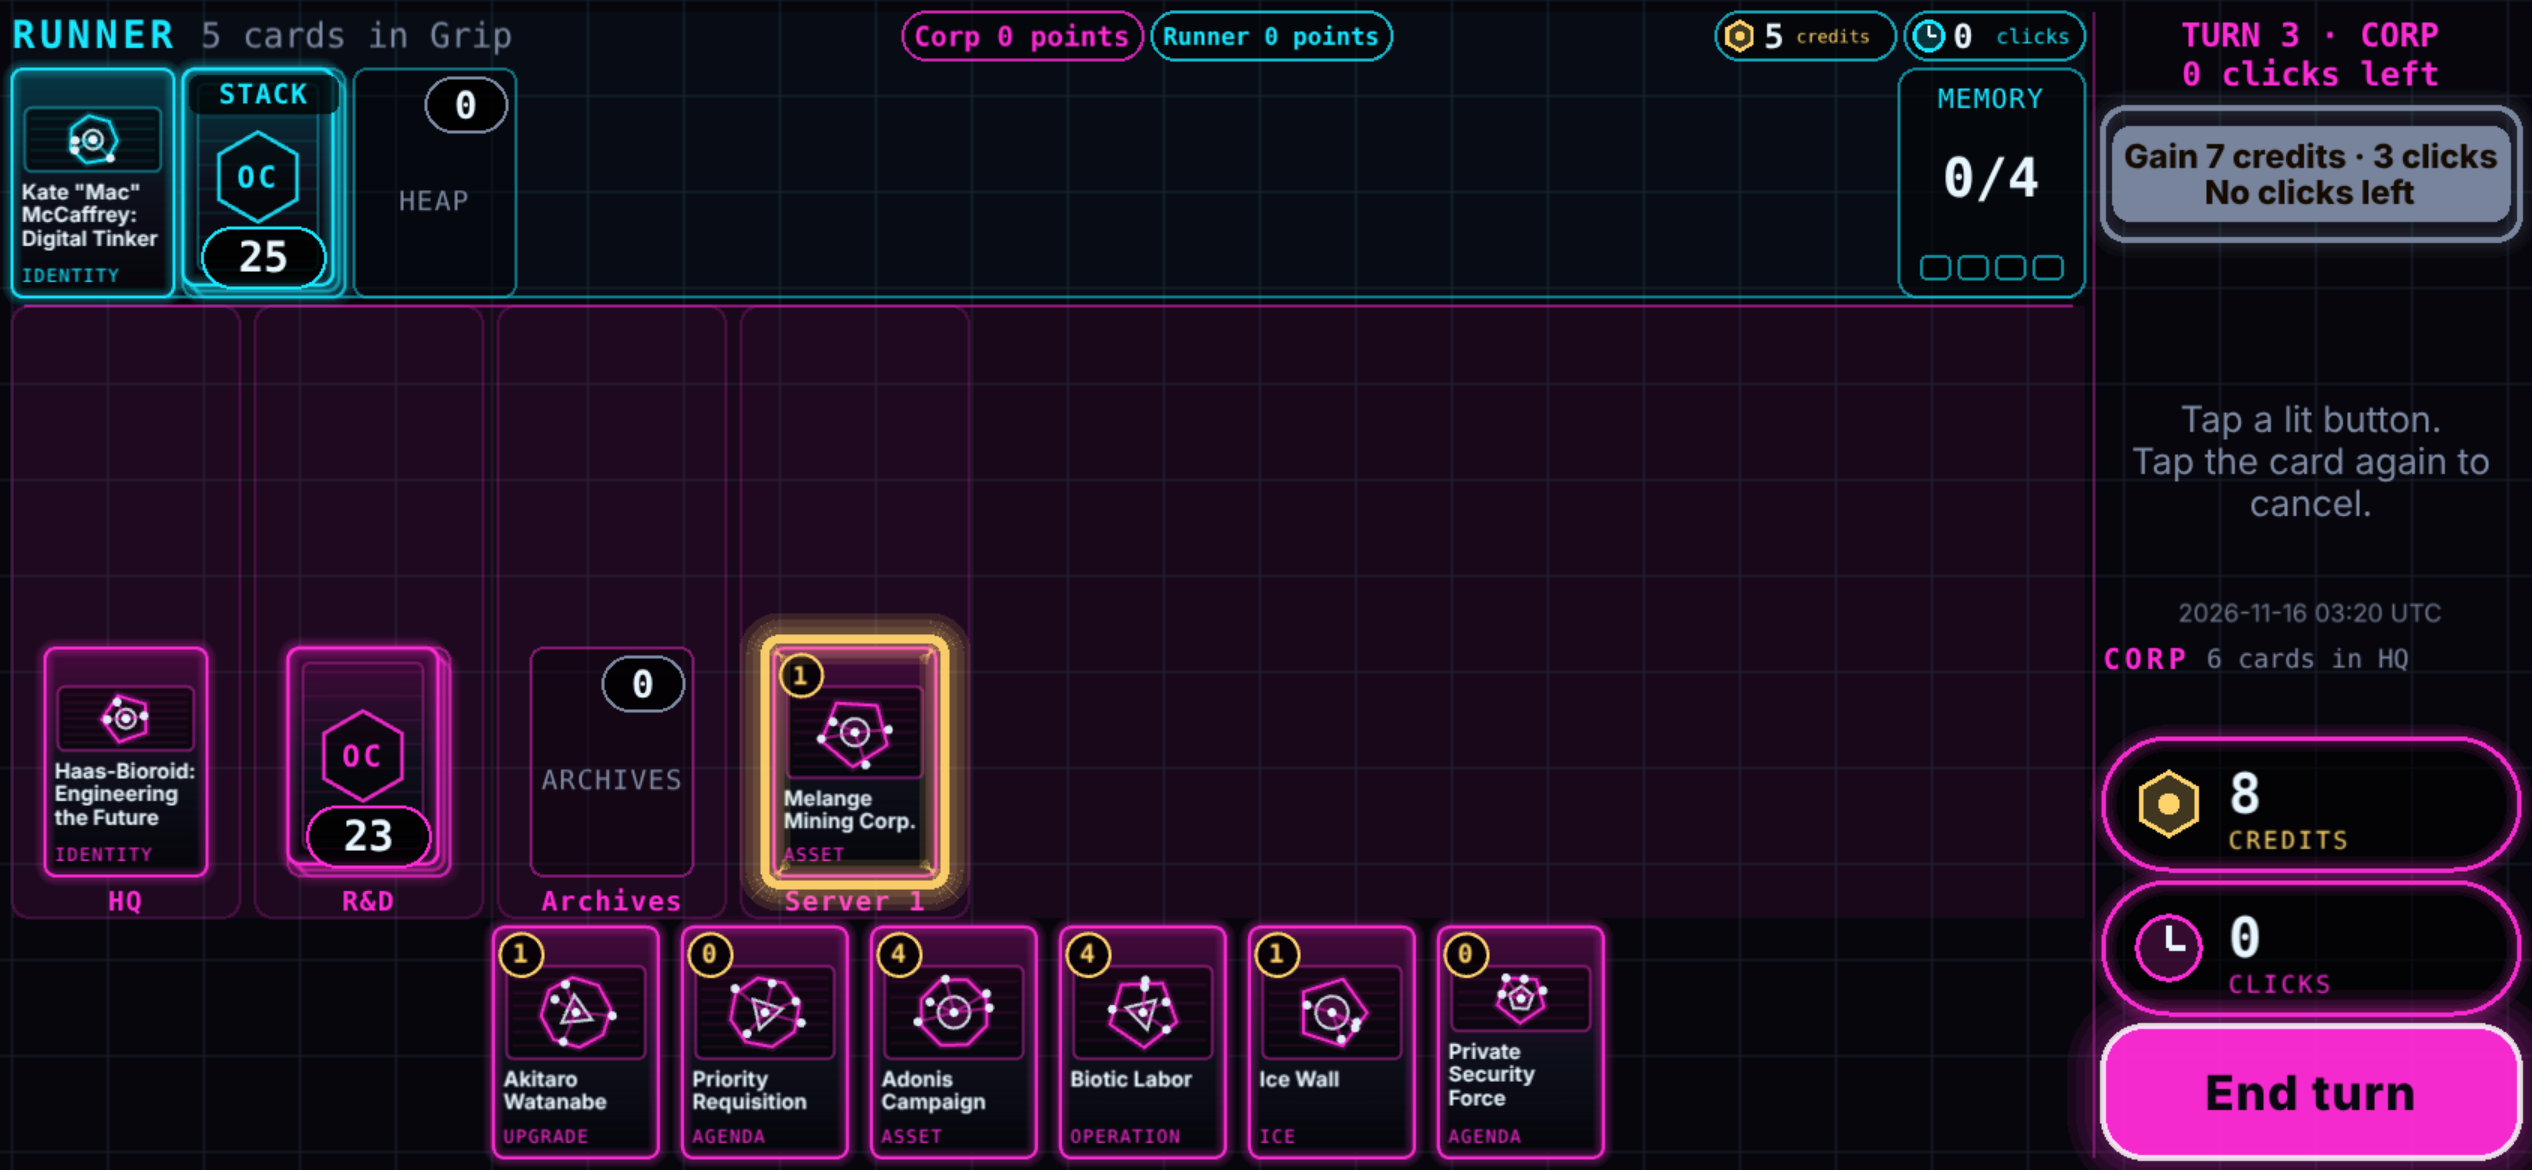 RUNNER 5 cards in Grip
Corp 0 points
Runner 0 points
5 credits
0 clicks
TURN 3 · CORP
0 clicks left
Gain 7 credits · 3 clicks
No clicks left
Kate "Mac"
McCaffrey:
Digital Tinker
IDENTITY
STACK
OC
25
0
HEAP
MEMORY
0/4
Tap a lit button.
Tap the card again to
cancel.
2026-11-16 03:20 UTC
CORP 6 cards in HQ
Haas-Bioroid:
Engineering
the Future
IDENTITY
HQ
OC
23
R&D
0
ARCHIVES
Archives
1
Melange
Mining Corp.
ASSET
Server 1
8
CREDITS
0
CLICKS
End turn
1
Akitaro
Watanabe
UPGRADE
0
Priority
Requisition
AGENDA
4
Adonis
Campaign
ASSET
4
Biotic Labor
OPERATION
1
Ice Wall
ICE
0
Private
Security
Force
AGENDA